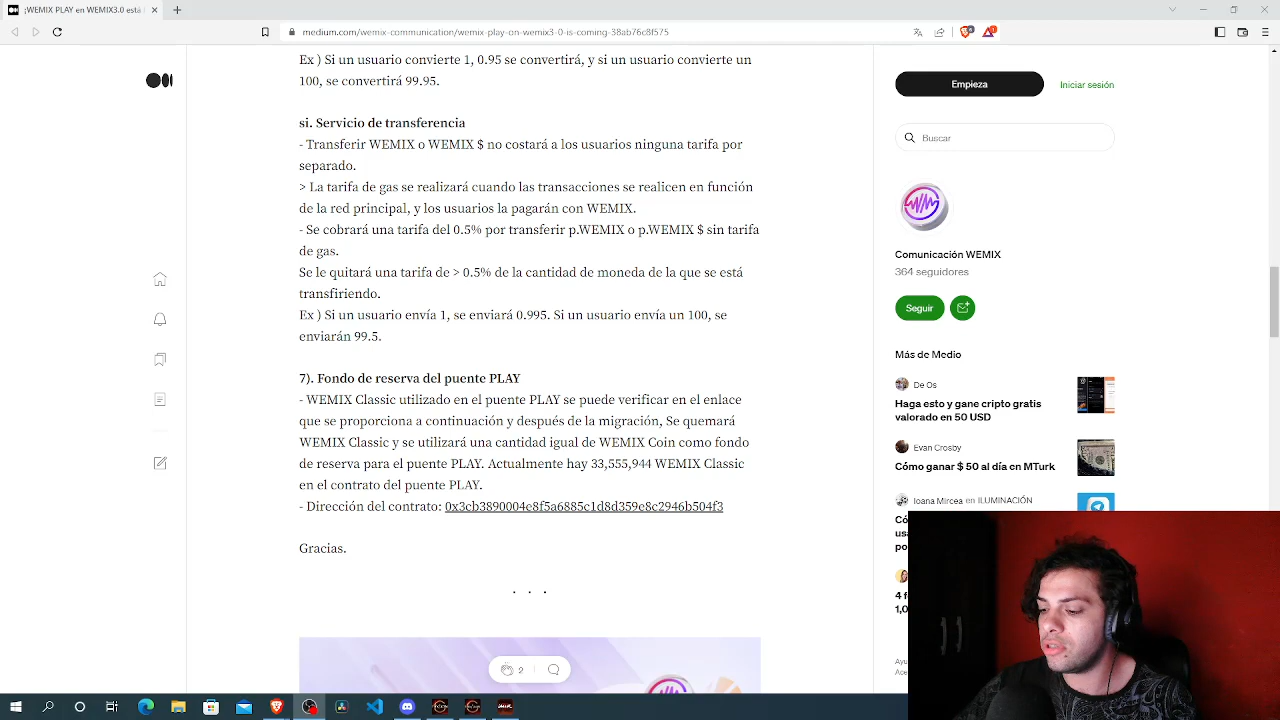 ¡WEMIX PLAY en WEMIX3.0 está
medium.com/wemix-communication/wemix-play-on-wemix3-0-is-coming-38ab76c8f575
Ex ) Si un usuario convierte 1, 0.95 se convertirá, y si un usuario convierte un
100, se convertirá 99.95.
si. Servicio de transferencia
- Transferir WEMIX o WEMIX $ no costará a los usuarios ninguna tarifa por
separado.
> La tarifa de gas se realizará cuando las transacciones se realicen en función
de la red principal, y los usuarios la pagarán con WEMIX.
- Se cobrará una tarifa del 0.5% por transferir p.WEMIX o p.WEMIX $ sin tarifa
de gas.
Se le quitará una tarifa de > 0.5% de la cantidad de moneda de la que se está
transfiriendo.
Ex ) Si un usuario envía 1, se enviará 0.995. Si un usuario envía un 100, se
enviarán 99.5.
7). Fondo de reserva del puente PLAY
- WEMIX Classic utilizado en el puente PLAY se puede verificar en el enlace
que se proporciona a continuación y después de la migración, Se quemará
WEMIX Classic y se utilizará una cantidad igual de WEMIX Coin como fondo
de reserva para el puente PLAY. Actualmente hay 33,555,944 WEMIX Classic
en el contrato del puente PLAY.
- Dirección del contrato: 0x3cb3890004e8f5a6885c1d8d359e8c2946b504f3
Gracias.
. . .
2
Empieza
Iniciar sesión
Buscar
Comunicación WEMIX
364 seguidores
Seguir
Más de Medio
De Os
Haga esto y gane cripto gratis
valorado en 50 USD
Evan Crosby
Cómo ganar $ 50 al día en MTurk
Ioana Mircea en ILUMINACIÓN